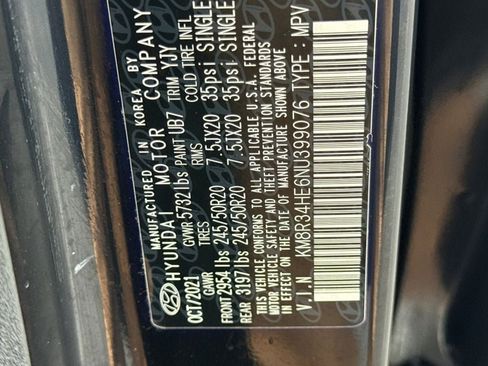 MANUFACTURED IN KOREA BY
HYUNDAI MOTOR COMPANY
OCT/2021 GVWR 5732 lbs PAINT UB7 TRIM YJY
GAWR TIRES RIMS COLD TIRE INFL
FRONT 2954 lbs 245/50R20 7.5JX20 35psi SINGLE
REAR 3197 lbs 245/50R20 7.5JX20 35psi SINGLE
THIS VEHICLE CONFORMS TO ALL APPLICABLE U.S.A. FEDERAL
MOTOR VEHICLE SAFETY BUMPER AND THEFT PREVENTION STANDARDS
IN EFFECT ON THE DATE OF MANUFACTURE SHOWN ABOVE
V.I.N. KM8R34HE6NU399076 TYPE : MPV